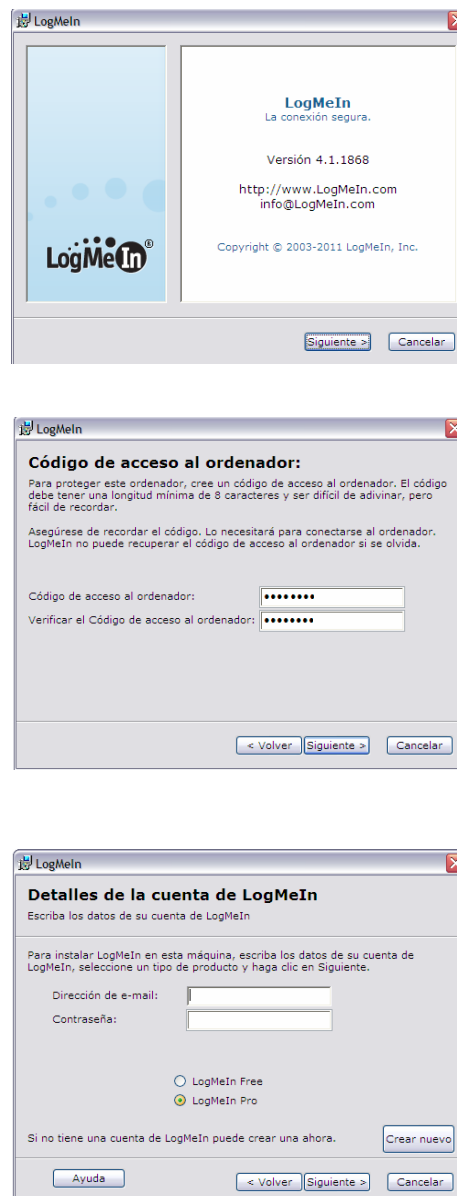 LogMeIn
LogMeIn
La conexión segura.
Versión 4.1.1868
http://www.LogMeIn.com
info@LogMeIn.com
LogMeIn®
Copyright © 2003-2011 LogMeIn, Inc.
Siguiente >
Cancelar
LogMeIn
Código de acceso al ordenador:
Para proteger este ordenador, cree un código de acceso al ordenador. El código
debe tener una longitud mínima de 8 caracteres y ser difícil de adivinar, pero
fácil de recordar.
Asegúrese de recordar el código. Lo necesitará para conectarse al ordenador.
LogMeIn no puede recuperar el código de acceso al ordenador si se olvida.
Código de acceso al ordenador: ••••••••
Verificar el Código de acceso al ordenador: ••••••••
< Volver Siguiente > Cancelar
LogMeIn
Detalles de la cuenta de LogMeIn
Escriba los datos de su cuenta de LogMeIn
Para instalar LogMeIn en esta máquina, escriba los datos de su cuenta de
LogMeIn, seleccione un tipo de producto y haga clic en Siguiente.
Dirección de e-mail:
Contraseña:
LogMeIn Free
LogMeIn Pro
Si no tiene una cuenta de LogMeIn puede crear una ahora. Crear nuevo
Ayuda < Volver Siguiente > Cancelar